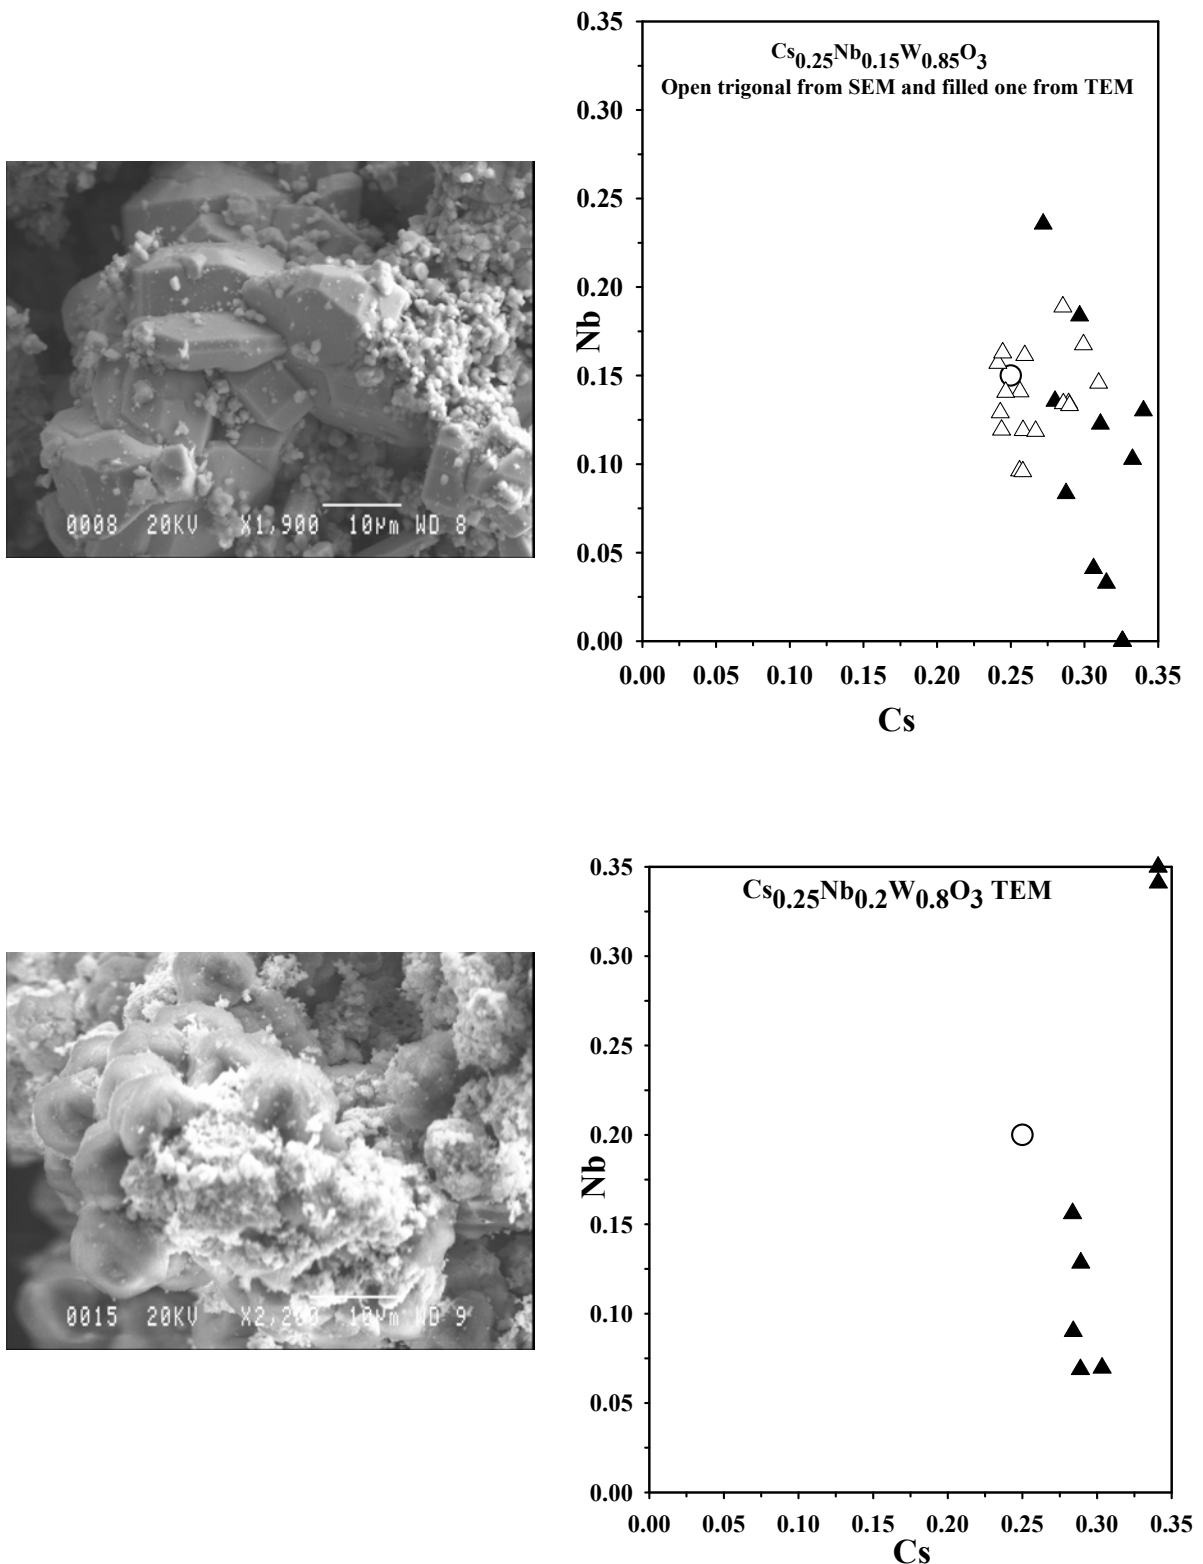 0.35
Cs0.25Nb0.15W0.85O3
Open trigonal from SEM and filled one from TEM
0.30
0.25
0.20
Nb
0.15
0.10
0.05
0.00
0.00 0.05 0.10 0.15 0.20 0.25 0.30 0.35
Cs
0008 20KV X1,900 10µm WD 8
0.35
Cs0.25Nb0.2W0.8O3 TEM
0.30
0.25
0.20
Nb
0.15
0.10
0.05
0.00
0.00 0.05 0.10 0.15 0.20 0.25 0.30 0.35
Cs
0015 20KV X2,200 10µm WD 9